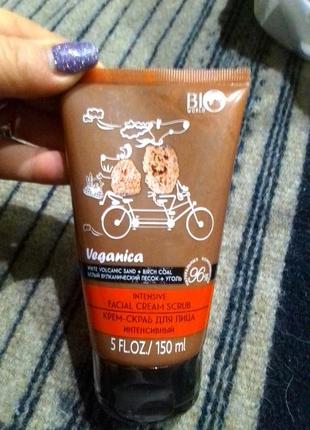 BIO
WORLD
Veganica
WHITE VOLCANIC SAND + BIRCH COAL
БЕЛЫЙ ВУЛКАНИЧЕСКИЙ ПЕСОК + УГОЛЬ
96%
INTENSIVE
FACIAL CREAM SCRUB
КРЕМ-СКРАБ ДЛЯ ЛИЦА
ИНТЕНСИВНЫЙ
5 FLOZ./ 150 ml